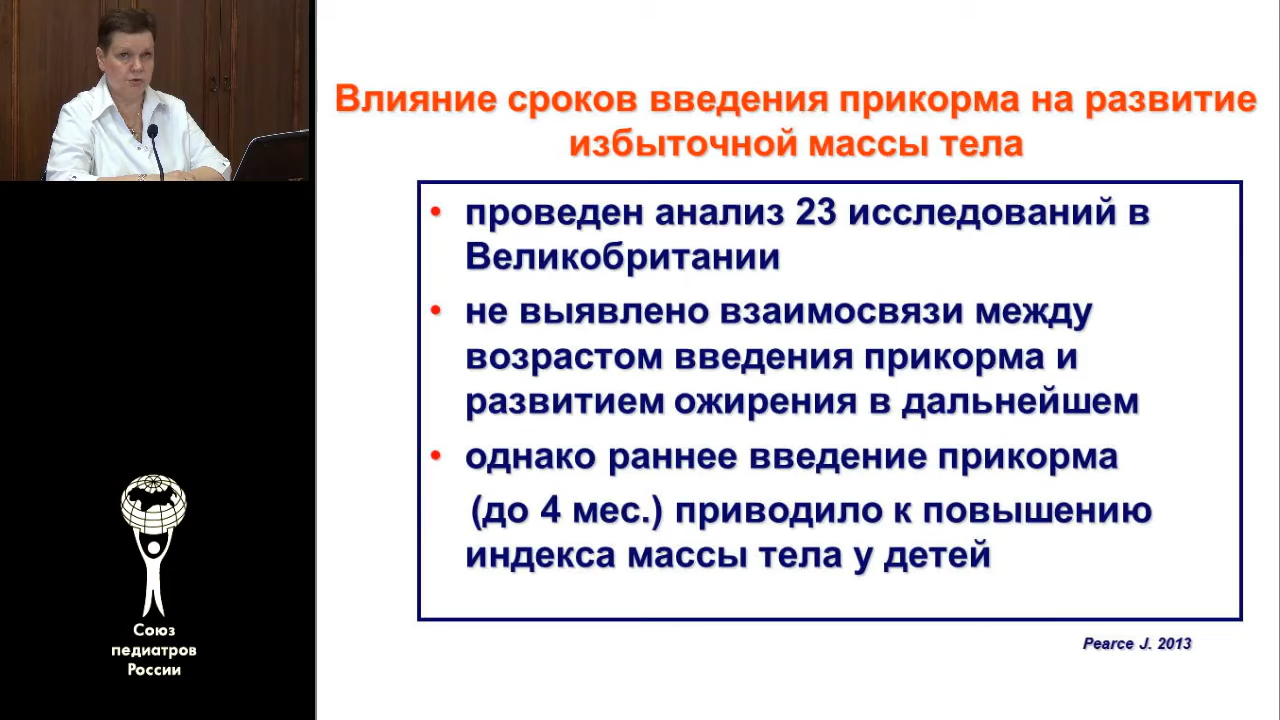 Влияние сроков введения прикорма на развитие
избыточной массы тела
• проведен анализ 23 исследований в
Великобритании
• не выявлено взаимосвязи между
возрастом введения прикорма и
развитием ожирения в дальнейшем
• однако раннее введение прикорма
(до 4 мес.) приводило к повышению
индекса массы тела у детей
Pearce J. 2013
Союз
педиатров
России